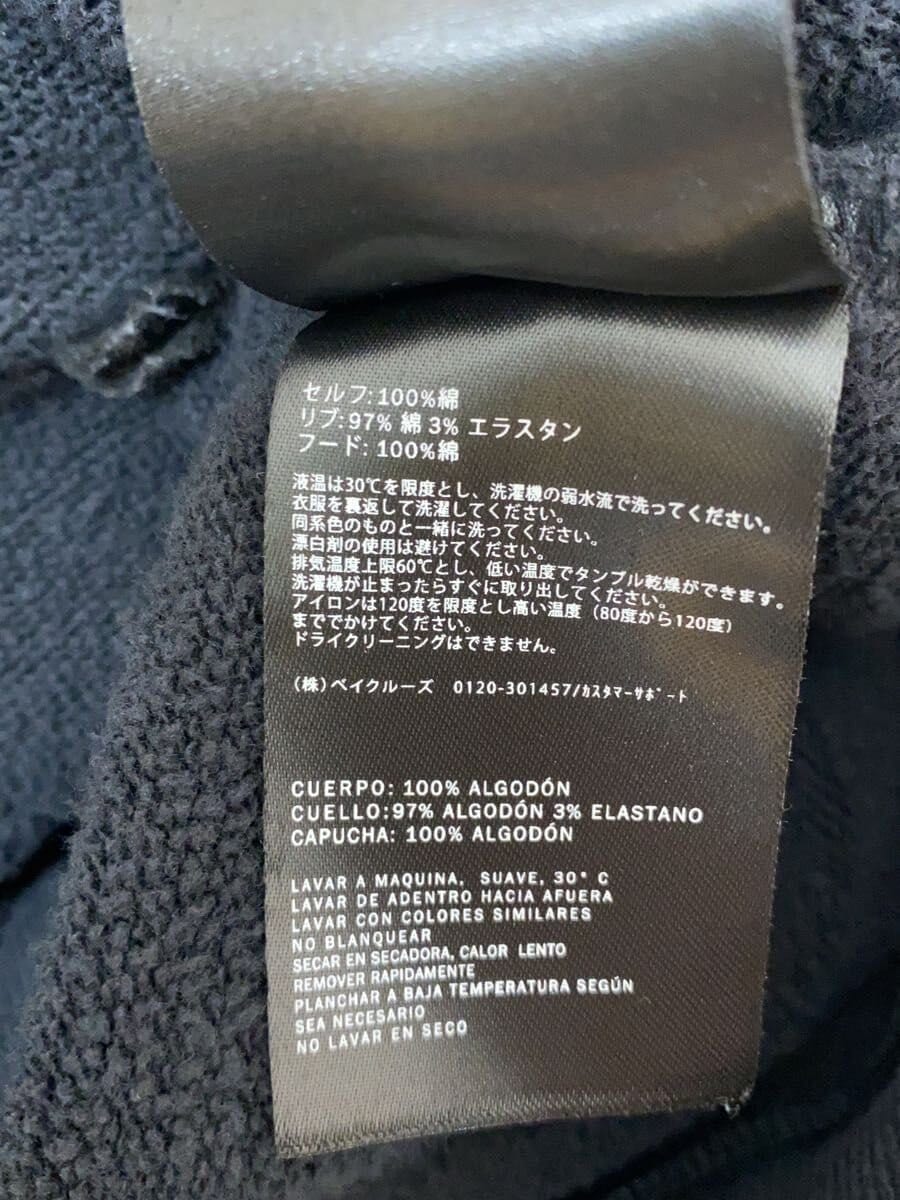 セルフ: 100%綿
リブ: 97% 綿 3% エラスタン
フード: 100%綿
液温は30℃を限度とし、洗濯機の弱水流で洗ってください。
衣服を裏返して洗濯してください。
同系色のものと一緒に洗ってください。
漂白剤の使用は避けてください。
排気温度上限60℃とし、低い温度でタンブル乾燥ができます。
洗濯機が止まったらすぐに取り出してください。
アイロンは120度を限度とし高い温度（80度から120度）
まででかけてください。
ドライクリーニングはできません。
（株）ベイクルーズ 0120-301457/ｶｽﾀﾏｰｻﾎﾟｰﾄ
CUERPO: 100% ALGODÓN
CUELLO:97% ALGODÓN 3% ELASTANO
CAPUCHA: 100% ALGODÓN
LAVAR A MAQUINA, SUAVE, 30° C
LAVAR DE ADENTRO HACIA AFUERA
LAVAR CON COLORES SIMILARES
NO BLANQUEAR
SECAR EN SECADORA, CALOR LENTO
REMOVER RAPIDAMENTE
PLANCHAR A BAJA TEMPERATURA SEGÚN
SEA NECESARIO
NO LAVAR EN SECO